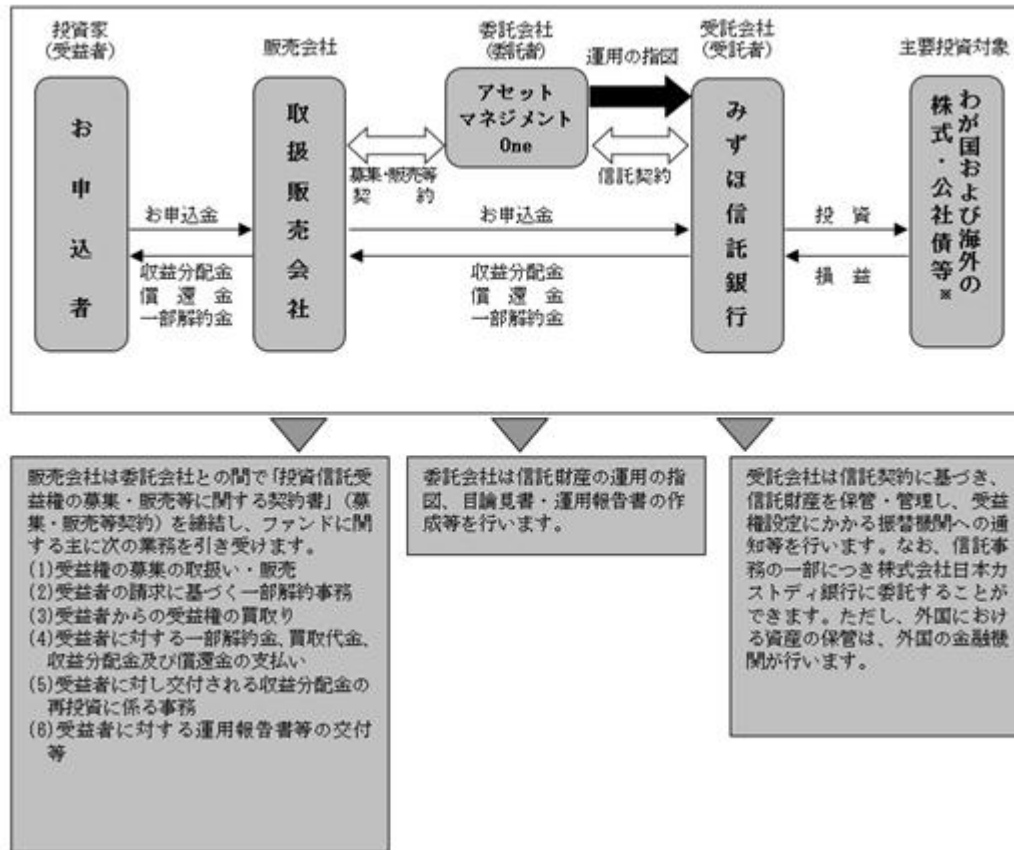 投資家
(受益者)
販売会社
委託会社
(委託者)
運用の指図
受託会社
(受託者)
主要投資対象
お申込者
取扱販売会社
アセット
マネジメント
One
みずほ信託銀行
わが国および海外の
株式・公社債等※
募集・販売等
契 約
信託契約
お申込金
お申込金
投 資
収益分配金
償 還 金
一部解約金
収益分配金
償 還 金
一部解約金
損 益
販売会社は委託会社との間で「投資信託受
益権の募集・販売等に関する契約書」(募
集・販売等契約)を締結し、ファンドに関
する主に次の業務を引き受けます。
(1)受益権の募集の取扱い・販売
(2)受益者の請求に基づく一部解約事務
(3)受益者からの受益権の買取り
(4)受益者に対する一部解約金、買取代金、
収益分配金及び償還金の支払い
(5)受益者に対し交付される収益分配金の
再投資に係る事務
(6)受益者に対する運用報告書等の交付
等
委託会社は信託財産の運用の指
図、目論見書・運用報告書の作
成等を行います。
受託会社は信託契約に基づき、
信託財産を保管・管理し、受益
権設定にかかる振替機関への通
知等を行います。なお、信託事
務の一部につき株式会社日本カ
ストディ銀行に委託することが
できます。ただし、外国におけ
る資産の保管は、外国の金融機
関が行います。